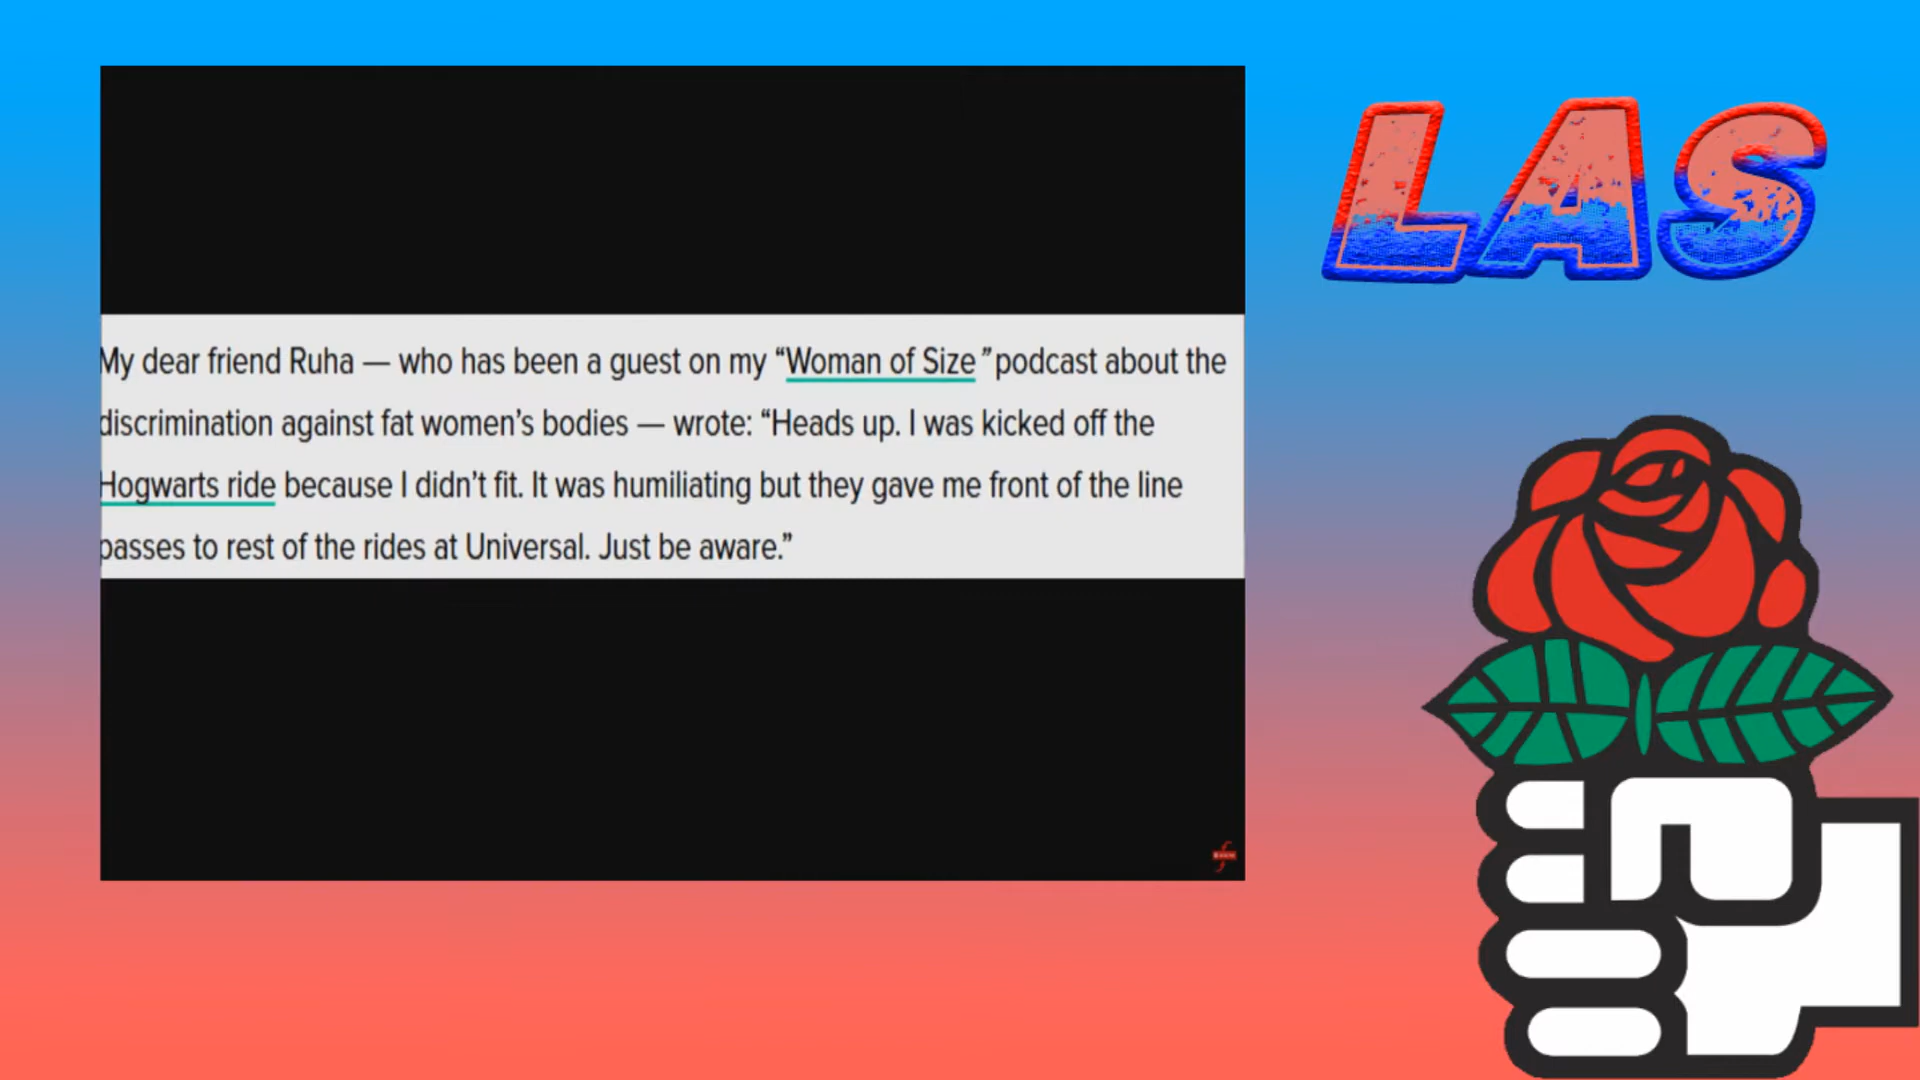 LAS
My dear friend Ruha — who has been a guest on my “Woman of Size” podcast about the
discrimination against fat women’s bodies — wrote: “Heads up. I was kicked off the
Hogwarts ride because I didn’t fit. It was humiliating but they gave me front of the line
passes to rest of the rides at Universal. Just be aware.”